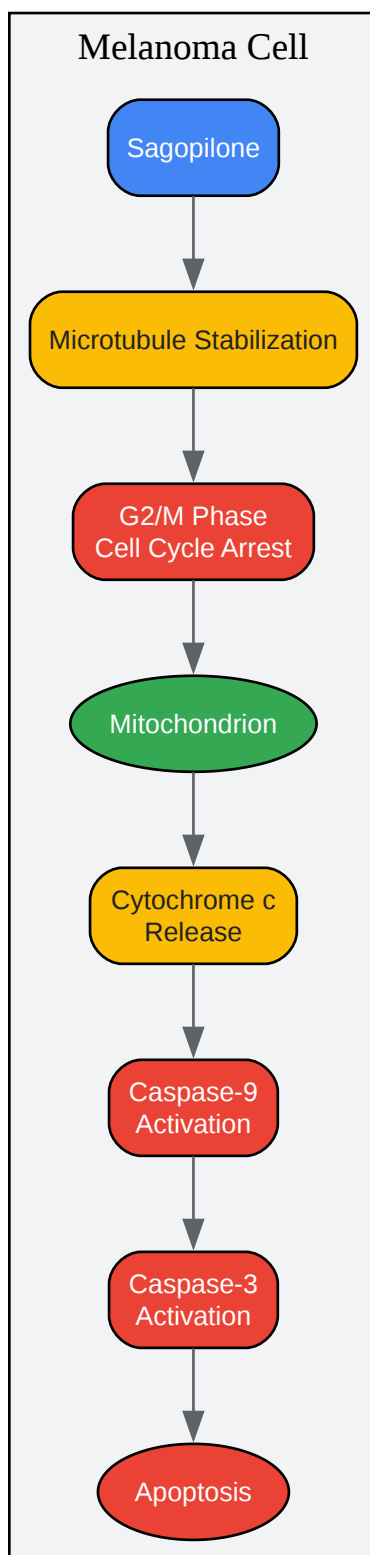 Melanoma Cell
Sagopilone
Microtubule Stabilization
G2/M Phase
Cell Cycle Arrest
Mitochondrion
Cytochrome c
Release
Caspase-9
Activation
Caspase-3
Activation
Apoptosis